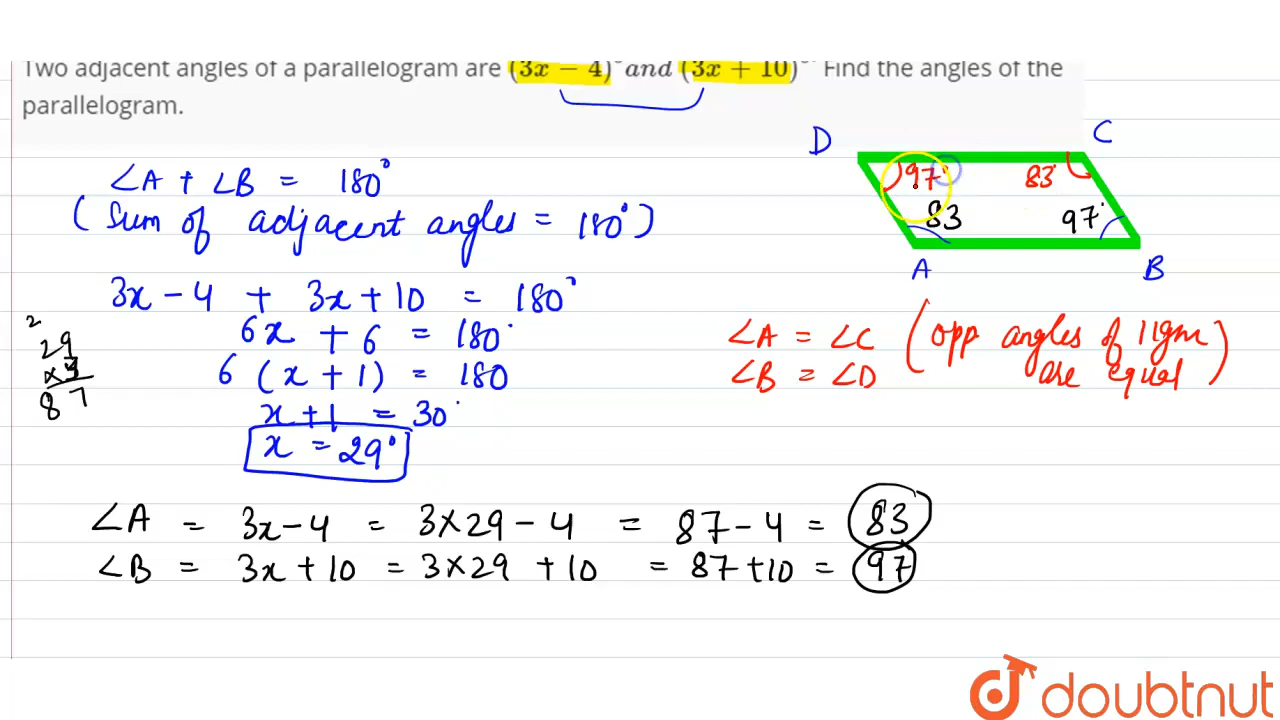 Two adjacent angles of a parallelogram are (3x − 4)° and (3x + 10)° Find the angles of the
parallelogram.
D
C
97°
83°
83
97°
A
B
∠A + ∠B = 180°
( Sum of adjacent angles = 180° )
3x − 4 + 3x + 10 = 180°
6x + 6 = 180°
6 (x + 1) = 180
x + 1 = 30°
x = 29°
2
29
×3
87
∠A = ∠C ( opp angles of llgm
∠B = ∠D are equal )
∠A = 3x − 4 = 3×29 − 4 = 87 − 4 = 83
∠B = 3x + 10 = 3×29 + 10 = 87 + 10 = 97
doubtnut